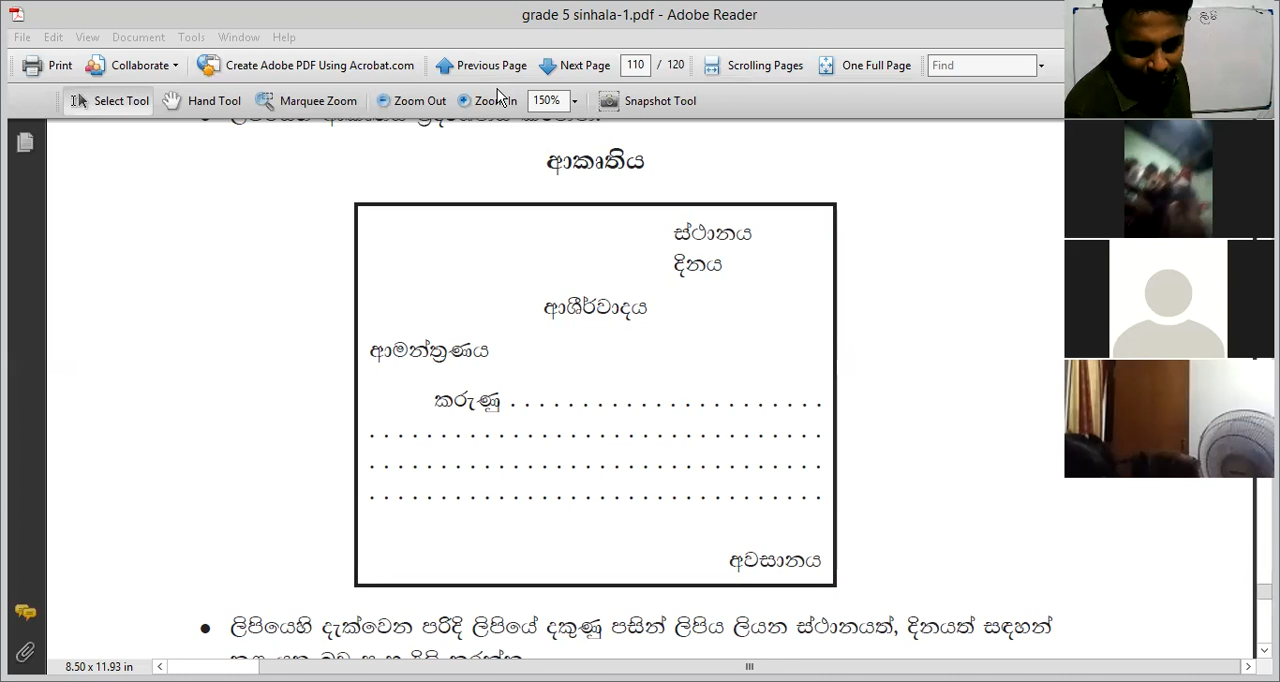 grade 5 sinhala-1.pdf - Adobe Reader
File Edit View Document Tools Window Help
Print Collaborate Create Adobe PDF Using Acrobat.com Previous Page Next Page 110 / 120 Scrolling Pages One Full Page Find
Select Tool Hand Tool Marquee Zoom Zoom Out Zoom In 150% Snapshot Tool
ආකෘතිය
ස්ථානය
දිනය
ආශීර්වාදය
ආමන්ත්‍රණය
කරුණු . . . . . . . . . . . . . . . . . . . . . .
. . . . . . . . . . . . . . . . . . . . . . . . . . . . . . . .
. . . . . . . . . . . . . . . . . . . . . . . . . . . . . . . .
. . . . . . . . . . . . . . . . . . . . . . . . . . . . . . . .
අවසානය
● ලිපියෙහි දැක්වෙන පරිදි ලිපියේ දකුණු පසින් ලිපිය ලියන ස්ථානයත්, දිනයත් සඳහන්
8.50 x 11.93 in